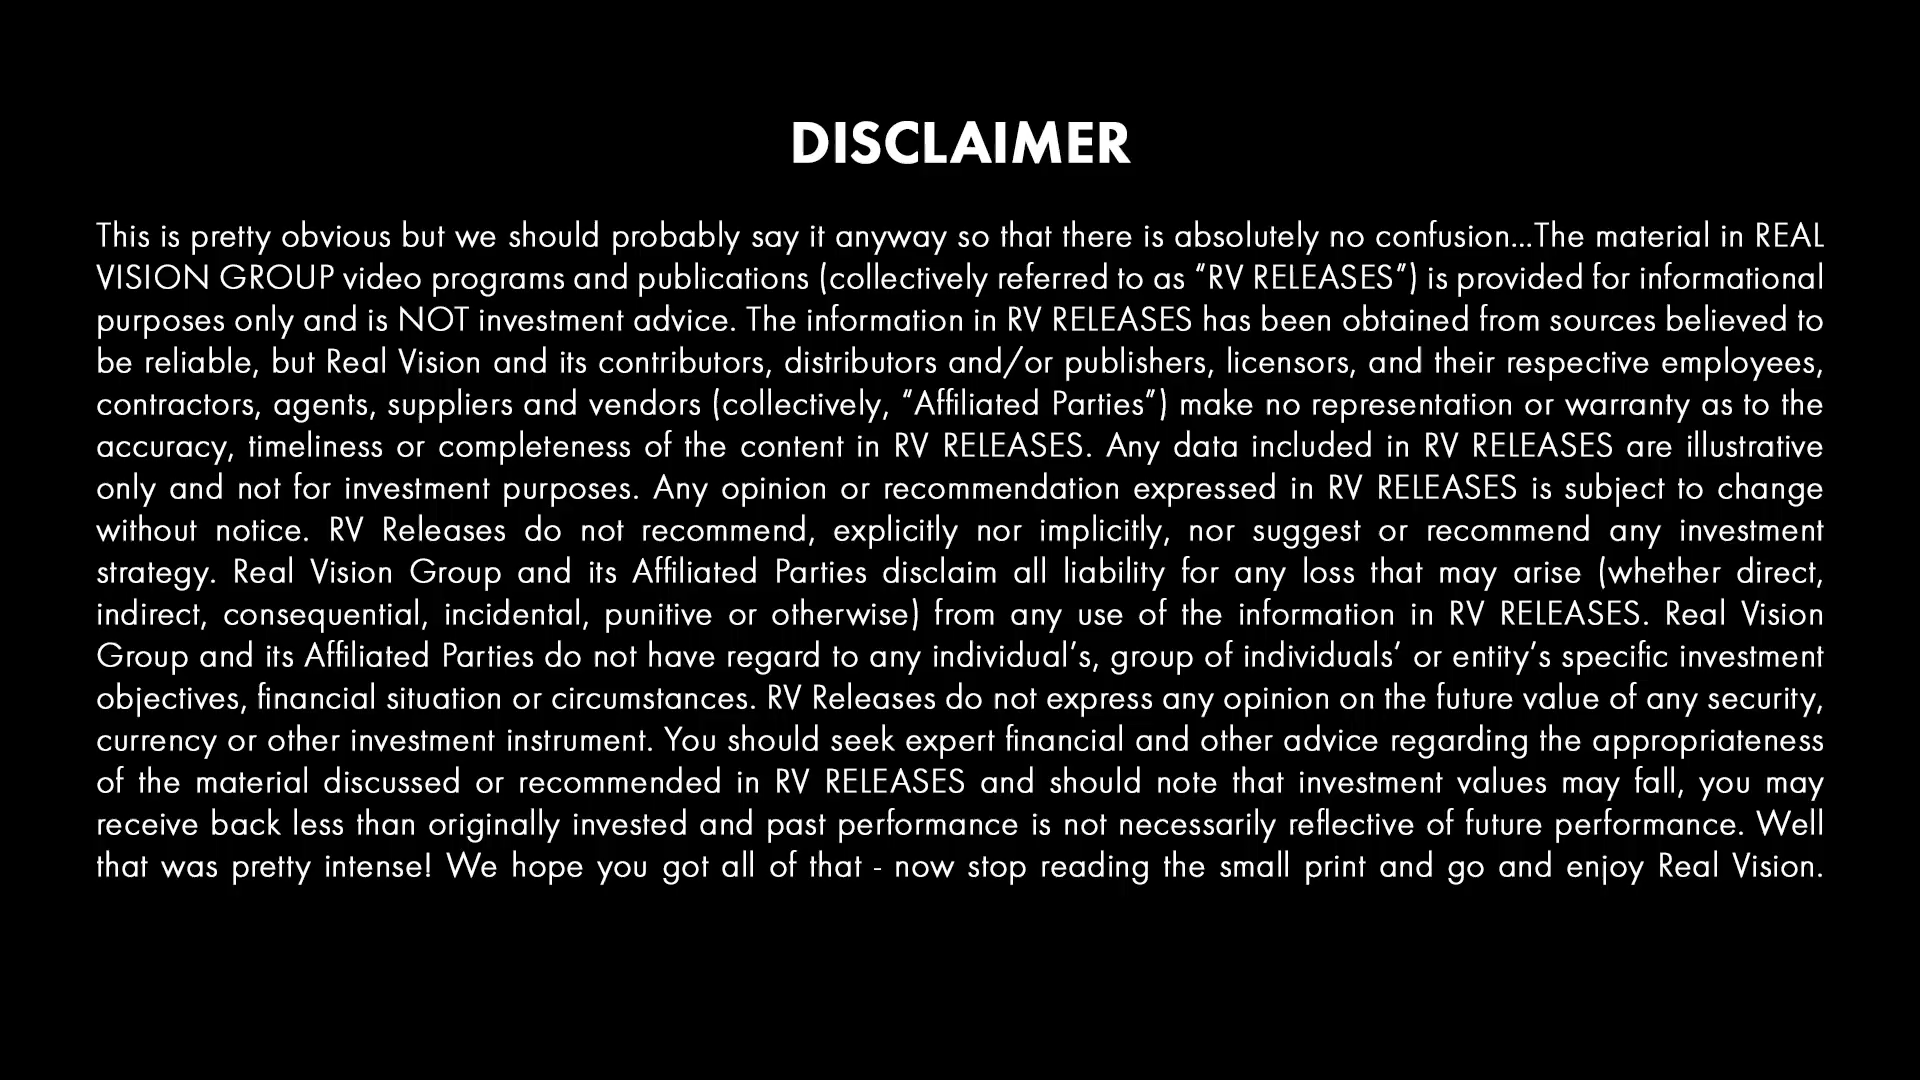 DISCLAIMER
This is pretty obvious but we should probably say it anyway so that there is absolutely no confusion...The material in REAL
VISION GROUP video programs and publications (collectively referred to as “RV RELEASES”) is provided for informational
purposes only and is NOT investment advice. The information in RV RELEASES has been obtained from sources believed to
be reliable, but Real Vision and its contributors, distributors and/or publishers, licensors, and their respective employees,
contractors, agents, suppliers and vendors (collectively, “Affiliated Parties”) make no representation or warranty as to the
accuracy, timeliness or completeness of the content in RV RELEASES. Any data included in RV RELEASES are illustrative
only and not for investment purposes. Any opinion or recommendation expressed in RV RELEASES is subject to change
without notice. RV Releases do not recommend, explicitly nor implicitly, nor suggest or recommend any investment
strategy. Real Vision Group and its Affiliated Parties disclaim all liability for any loss that may arise (whether direct,
indirect, consequential, incidental, punitive or otherwise) from any use of the information in RV RELEASES. Real Vision
Group and its Affiliated Parties do not have regard to any individual’s, group of individuals’ or entity’s specific investment
objectives, financial situation or circumstances. RV Releases do not express any opinion on the future value of any security,
currency or other investment instrument. You should seek expert financial and other advice regarding the appropriateness
of the material discussed or recommended in RV RELEASES and should note that investment values may fall, you may
receive back less than originally invested and past performance is not necessarily reflective of future performance. Well
that was pretty intense! We hope you got all of that - now stop reading the small print and go and enjoy Real Vision.